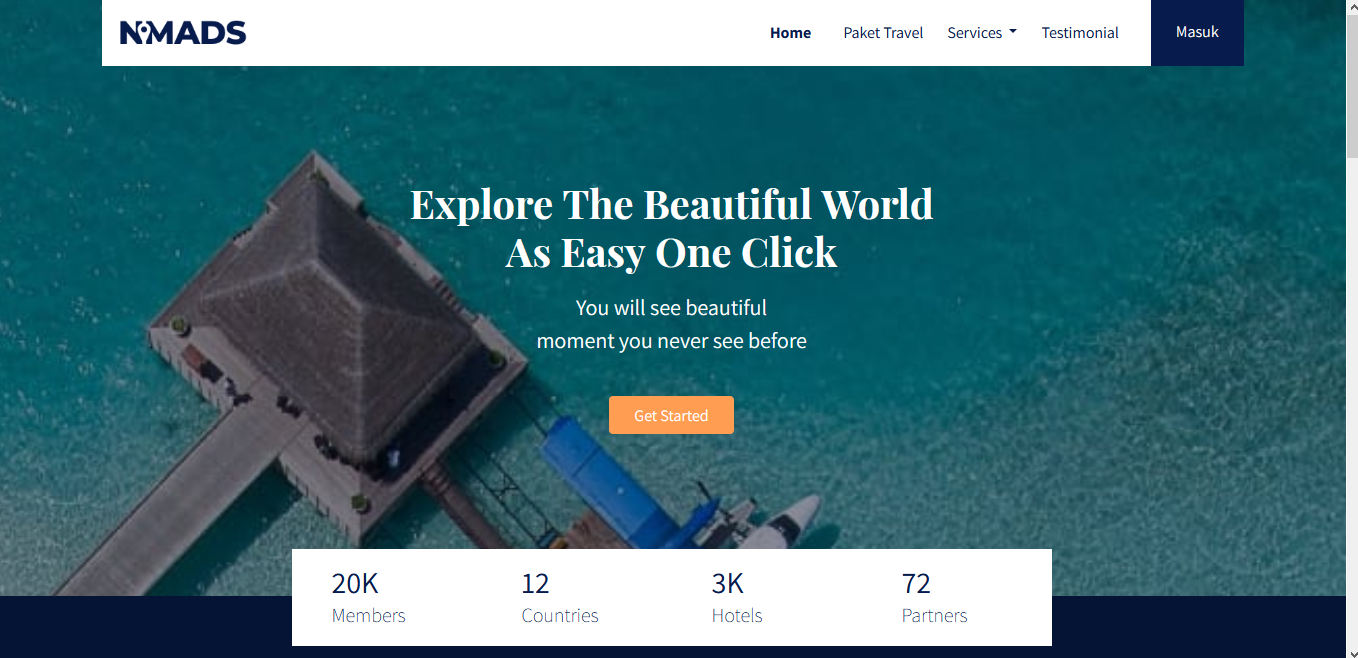 NOMADS
Home
Paket Travel
Services
Testimonial
Masuk
Explore The Beautiful World
As Easy One Click
You will see beautiful
moment you never see before
Get Started
20K
Members
12
Countries
3K
Hotels
72
Partners